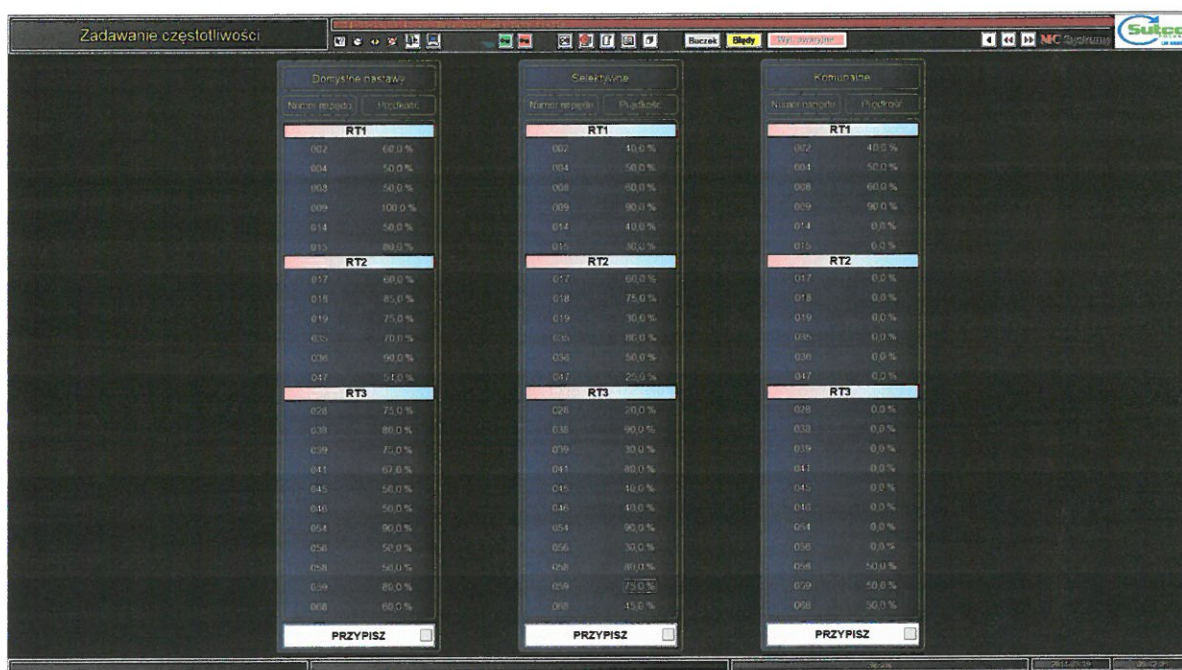 Zadawanie częstotliwości
Buczek Błędy
Sutco
Domyślne nastawy
Numer napędu Prędkość
RT1
002 60,0 %
004 50,0 %
008 50,0 %
009 100,0 %
014 50,0 %
015 80,0 %
RT2
017 60,0 %
018 85,0 %
019 75,0 %
035 70,0 %
036 90,0 %
047
RT3
028 75,0 %
038 80,0 %
039
041
045 50,0 %
046 50,0 %
054 90,0 %
056 50,0 %
058 50,0 %
059 80,0 %
068 60,0 %
PRZYPISZ
Selektywne
Numer napędu Prędkość
RT1
002 40,0 %
004 50,0 %
008 60,0 %
009 90,0 %
014 40,0 %
015 30,0 %
RT2
017 60,0 %
018 75,0 %
019 30,0 %
035 80,0 %
036 50,0 %
047 25,0 %
RT3
028 20,0 %
038 90,0 %
039 30,0 %
041 80,0 %
045 40,0 %
046 40,0 %
054 90,0 %
056 30,0 %
058 80,0 %
059 75,0 %
068 45,0 %
PRZYPISZ
Komunalne
Numer napędu Prędkość
RT1
002 40,0 %
004 50,0 %
008 60,0 %
009 90,0 %
014 0,0 %
015 0,0 %
RT2
017 0,0 %
018 0,0 %
019 0,0 %
035 0,0 %
036 0,0 %
047 0,0 %
RT3
028 0,0 %
038 0,0 %
039 0,0 %
041 0,0 %
045 0,0 %
046 0,0 %
054 0,0 %
056 0,0 %
058 50,0 %
059 50,0 %
068 50,0 %
PRZYPISZ